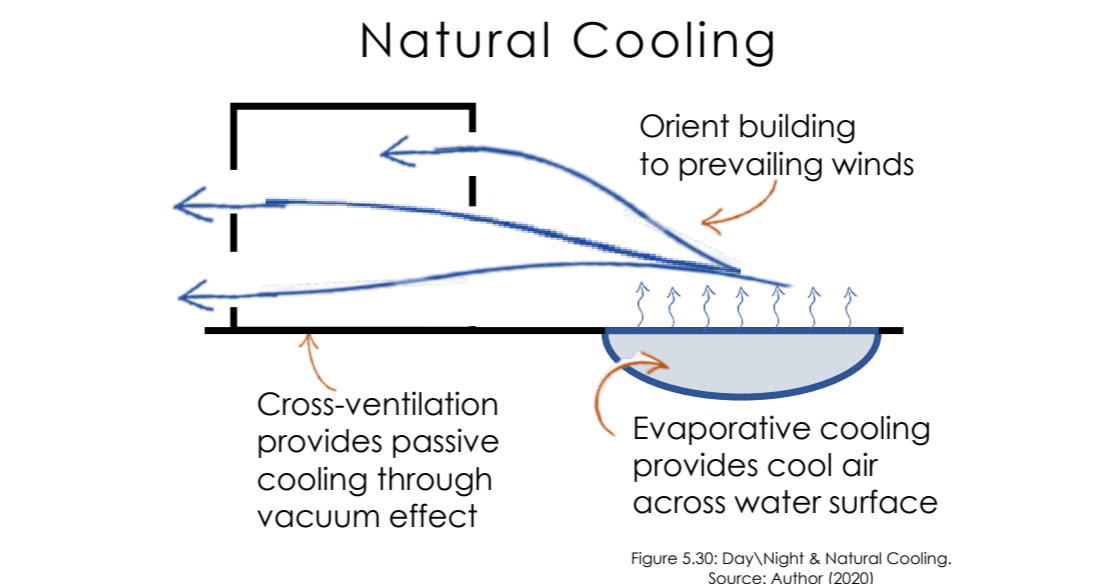 Natural Cooling
Orient building
to prevailing winds
Cross-ventilation
provides passive
cooling through
vacuum effect
Evaporative cooling
provides cool air
across water surface
Figure 5.30: Day\Night & Natural Cooling.
Source: Author (2020)